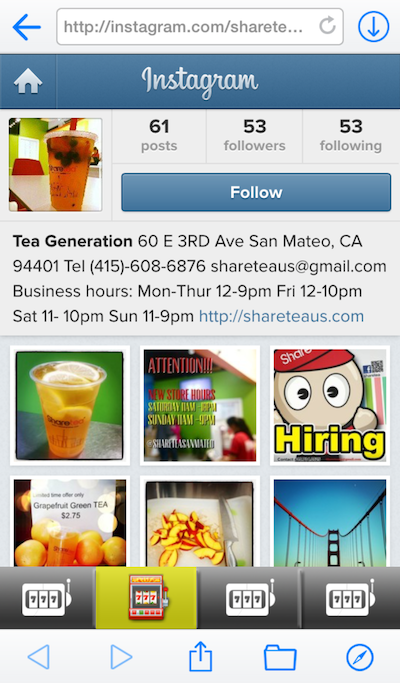 http://instagram.com/sharete...
Instagram
61
posts
53
followers
53
following
Follow
Tea Generation 60 E 3RD Ave San Mateo, CA
94401 Tel (415)-608-6876 shareteaus@gmail.com
Business hours: Mon-Thur 12-9pm Fri 12-10pm
Sat 11- 10pm Sun 11-9pm http://shareteaus.com
ATTENTION!!!
NEW STORE HOURS
SATURDAY 11AM -10PM
SUNDAY 11AM -9PM
@SHARETEASANMATEO
Share
Hiring
limited time offer only
Grapefruit Green TEA
$2.75
777
777
777
777